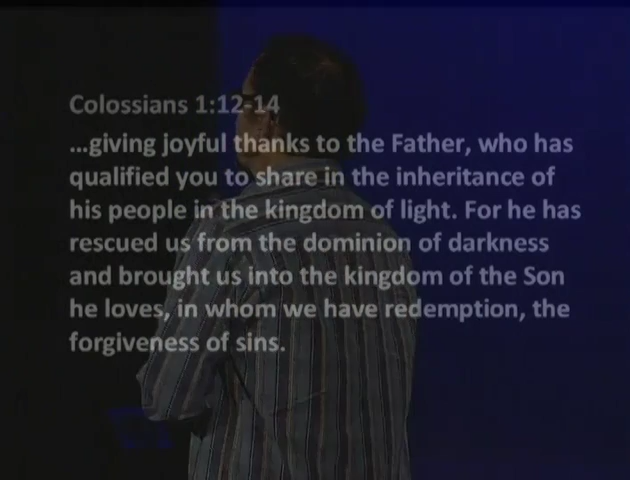 Colossians 1:12-14
...giving joyful thanks to the Father, who has
qualified you to share in the inheritance of
his people in the kingdom of light. For he has
rescued us from the dominion of darkness
and brought us into the kingdom of the Son
he loves, in whom we have redemption, the
forgiveness of sins.